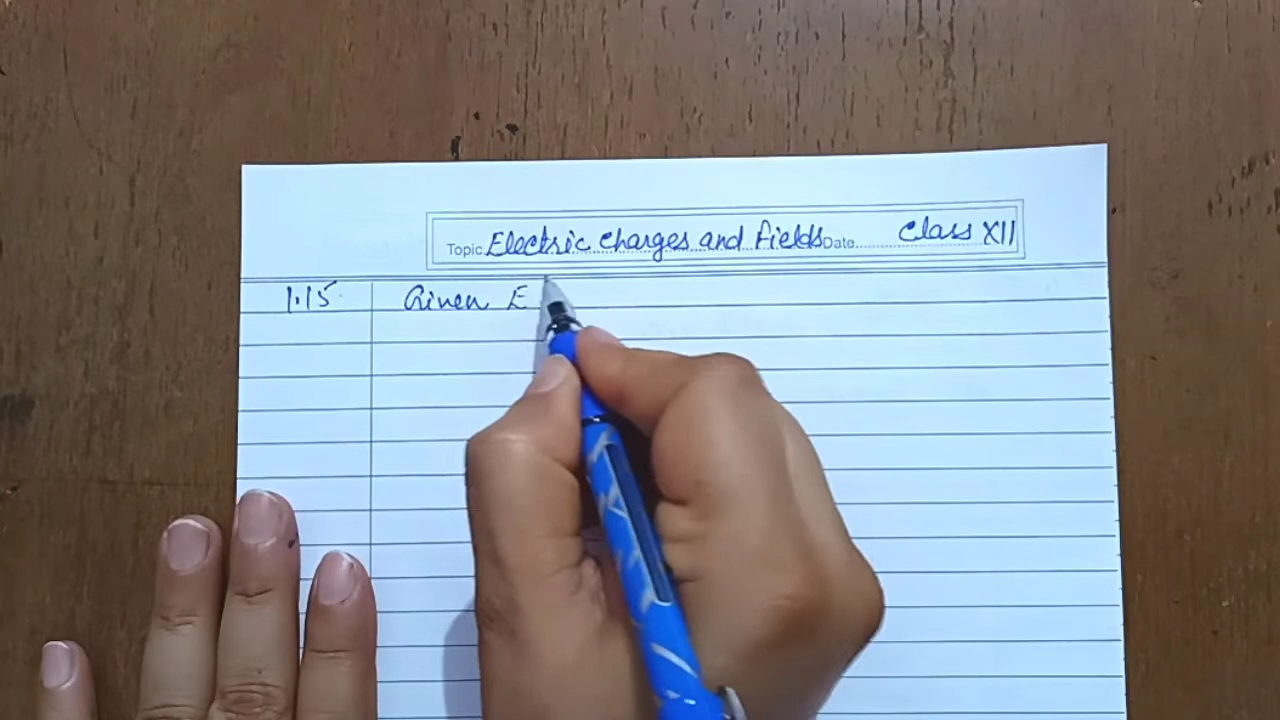 Topic Electric charges and Fields Date Class XII
1.15 Given E